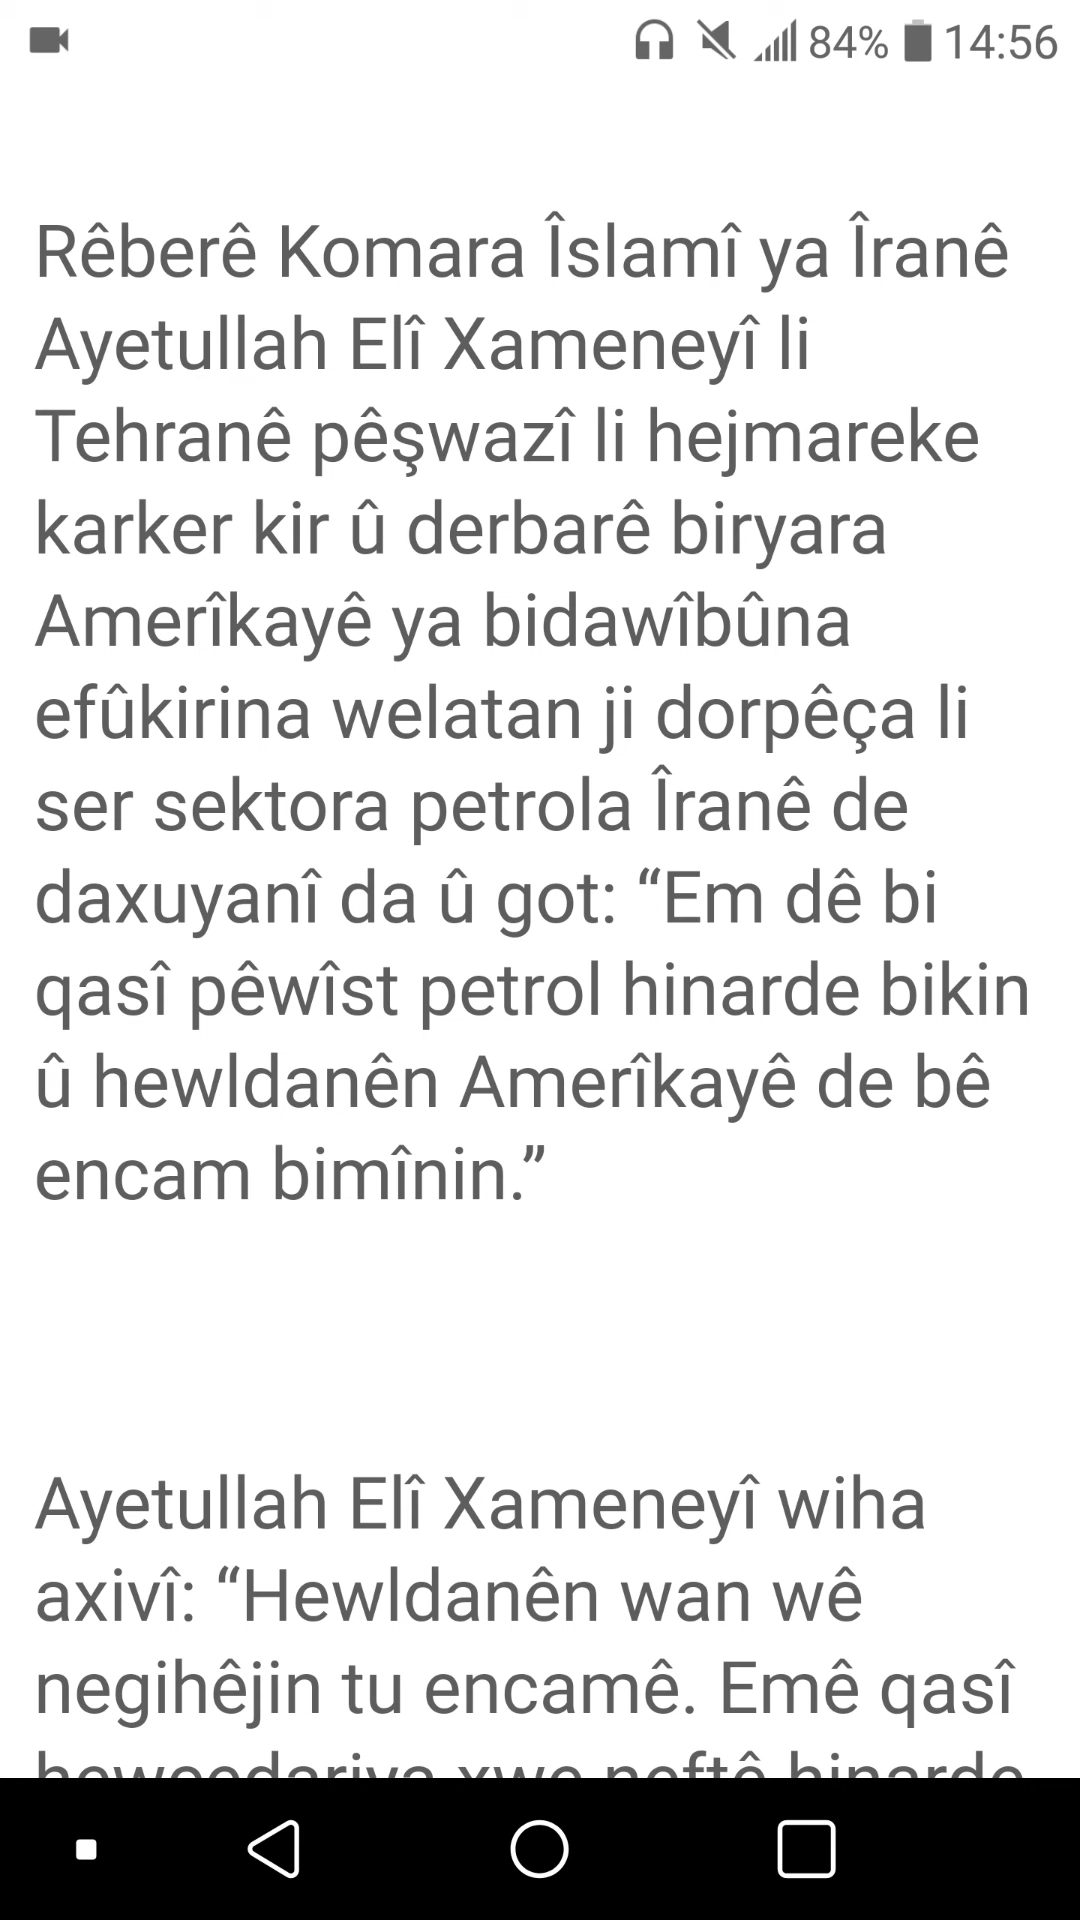 84% 14:56
Rêberê Komara Îslamî ya Îranê
Ayetullah Elî Xameneyî li
Tehranê pêşwazî li hejmareke
karker kir û derbarê biryara
Amerîkayê ya bidawîbûna
efûkirina welatan ji dorpêça li
ser sektora petrola Îranê de
daxuyanî da û got: “Em dê bi
qasî pêwîst petrol hinarde bikin
û hewldanên Amerîkayê de bê
encam bimînin.”
Ayetullah Elî Xameneyî wiha
axivî: “Hewldanên wan wê
negihêjin tu encamê. Emê qasî
xwe neftê hinarde